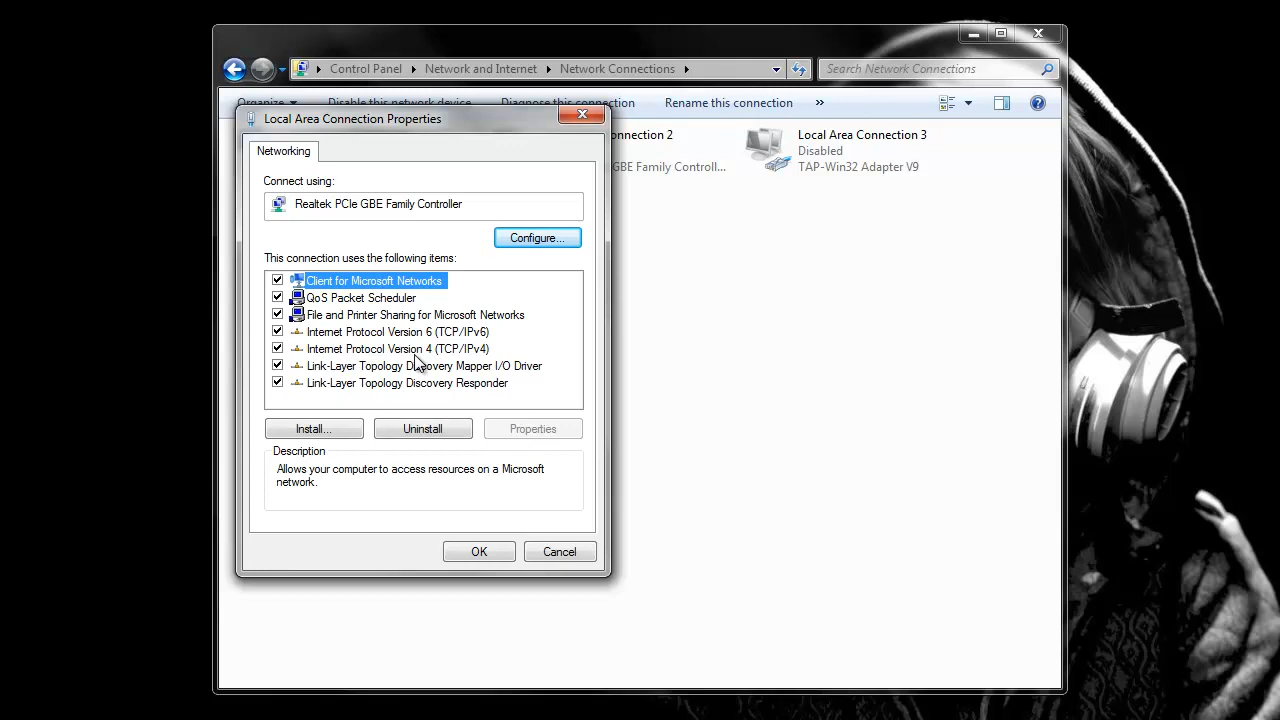 Control Panel
Network and Internet
Network Connections
Search Network Connections
Organize
Disable this network device
Diagnose this connection
Rename this connection
»
Local Area Connection Properties
onnection 2
GBE Family Controll...
Local Area Connection 3
Disabled
TAP-Win32 Adapter V9
Networking
Connect using:
Realtek PCIe GBE Family Controller
Configure...
This connection uses the following items:
Client for Microsoft Networks
QoS Packet Scheduler
File and Printer Sharing for Microsoft Networks
Internet Protocol Version 6 (TCP/IPv6)
Internet Protocol Version 4 (TCP/IPv4)
Link-Layer Topology Discovery Mapper I/O Driver
Link-Layer Topology Discovery Responder
Install...
Uninstall
Properties
Description
Allows your computer to access resources on a Microsoft
network.
OK
Cancel